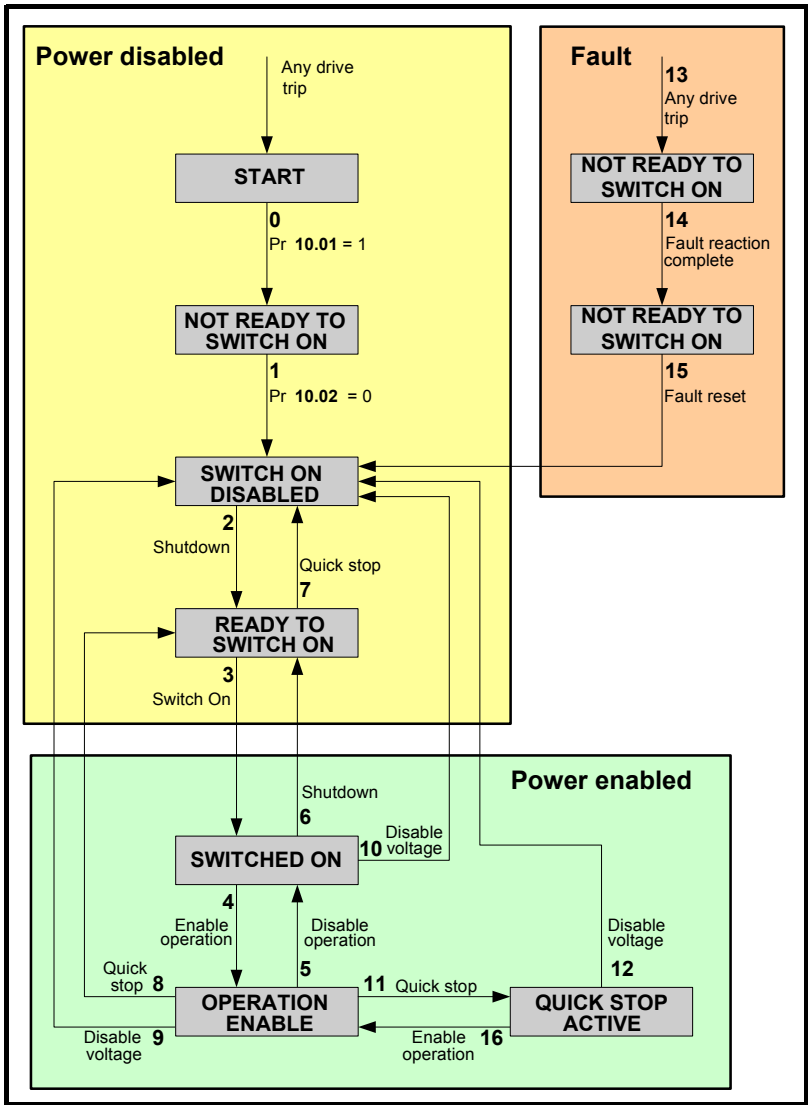 Power disabled
Any drive
trip
START
0
Pr 10.01 = 1
NOT READY TO
SWITCH ON
1
Pr 10.02 = 0
SWITCH ON
DISABLED
2
Shutdown
Quick stop
7
READY TO
SWITCH ON
3
Switch On
Fault
13
Any drive
trip
NOT READY TO
SWITCH ON
14
Fault reaction
complete
NOT READY TO
SWITCH ON
15
Fault reset
Power enabled
Shutdown
6
SWITCHED ON
10 Disable
voltage
4
Enable
operation
Disable
operation
5
Quick
stop 8
OPERATION
ENABLE
Disable
voltage 9
11 Quick stop
Enable
operation 16
Disable
voltage
12
QUICK STOP
ACTIVE